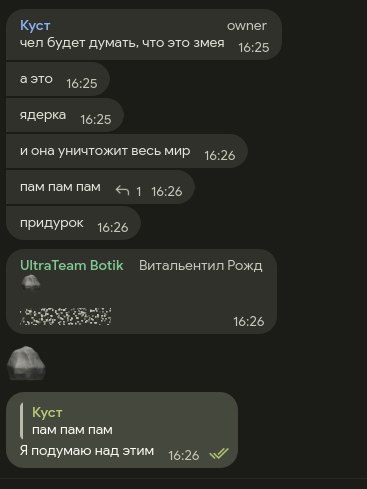 Куст owner
чел будет думать, что это змея 16:25
а это 16:25
ядерка 16:25
и она уничтожит весь мир 16:26
пам пам пам 1 16:26
придурок 16:26
UltraTeam Botik Витальентил Рожд
16:26
Куст
пам пам пам
Я подумаю над этим 16:26